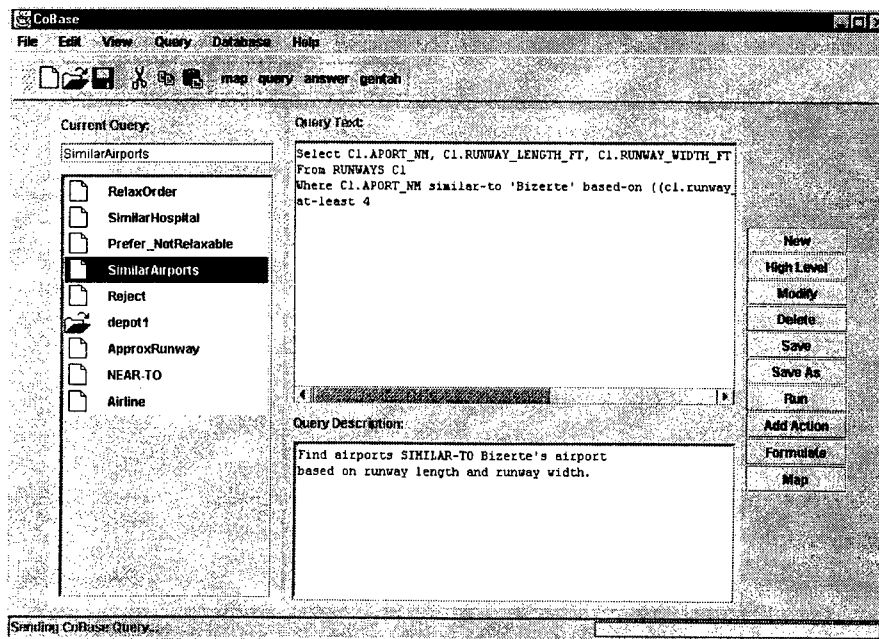 CoBase
File Edit View Query Database Help
map query answer gentah
Current Query:
SimilarAirports
RelaxOrder
SimilarHospital
Prefer_NotRelaxable
SimilarAirports
Reject
depot1
ApproxRunway
NEAR-TO
Airline
Query Text:
Select C1.APORT_NM, C1.RUNWAY_LENGTH_FT, C1.RUNWAY_WIDTH_FT
From RUNWAYS C1
Where C1.APORT_NM similar-to 'Bizerte' based-on ((c1.runway_
at-least 4
Query Description:
Find airports SIMILAR-TO Bizerte's airport
based on runway length and runway width.
New
High Level
Modify
Delete
Save
Save As
Run
Add Action
Formulate
Map
Sending CoBase Query...